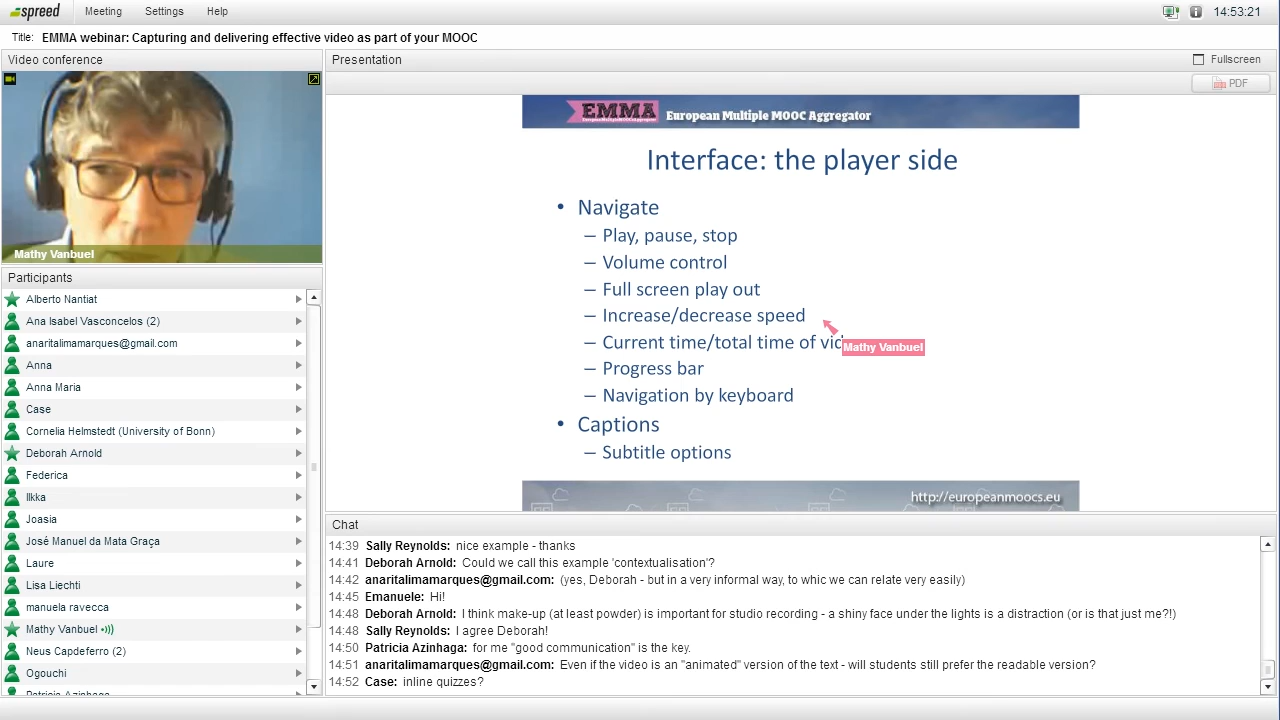 spreed Meeting Settings Help 14:53:21
Title: EMMA webinar: Capturing and delivering effective video as part of your MOOC
Video conference
Mathy Vanbuel
Participants
Alberto Nantiat
Ana Isabel Vasconcelos (2)
anaritalimamarques@gmail.com
Anna
Anna Maria
Case
Cornelia Helmstedt (University of Bonn)
Deborah Arnold
Federica
Ilkka
Joasia
José Manuel da Mata Graça
Laure
Lisa Liechti
manuela ravecca
Mathy Vanbuel
Neus Capdeferro (2)
Ogouchi
Patricia Azinhaga
Presentation
Fullscreen
PDF
EMMA European Multiple MOOC Aggregator
Interface: the player side
• Navigate
– Play, pause, stop
– Volume control
– Full screen play out
– Increase/decrease speed
– Current time/total time of vid
Mathy Vanbuel
– Progress bar
– Navigation by keyboard
• Captions
– Subtitle options
http://europeanmoocs.eu
Chat
14:39 Sally Reynolds: nice example - thanks
14:41 Deborah Arnold: Could we call this example 'contextualisation'?
14:42 anaritalimamarques@gmail.com: (yes, Deborah - but in a very informal way, to whic we can relate very easily)
14:45 Emanuele: Hi!
14:48 Deborah Arnold: I think make-up (at least powder) is important for studio recording - a shiny face under the lights is a distraction (or is that just me?!)
14:48 Sally Reynolds: I agree Deborah!
14:50 Patricia Azinhaga: for me "good communication" is the key.
14:51 anaritalimamarques@gmail.com: Even if the video is an "animated" version of the text - will students still prefer the readable version?
14:52 Case: inline quizzes?